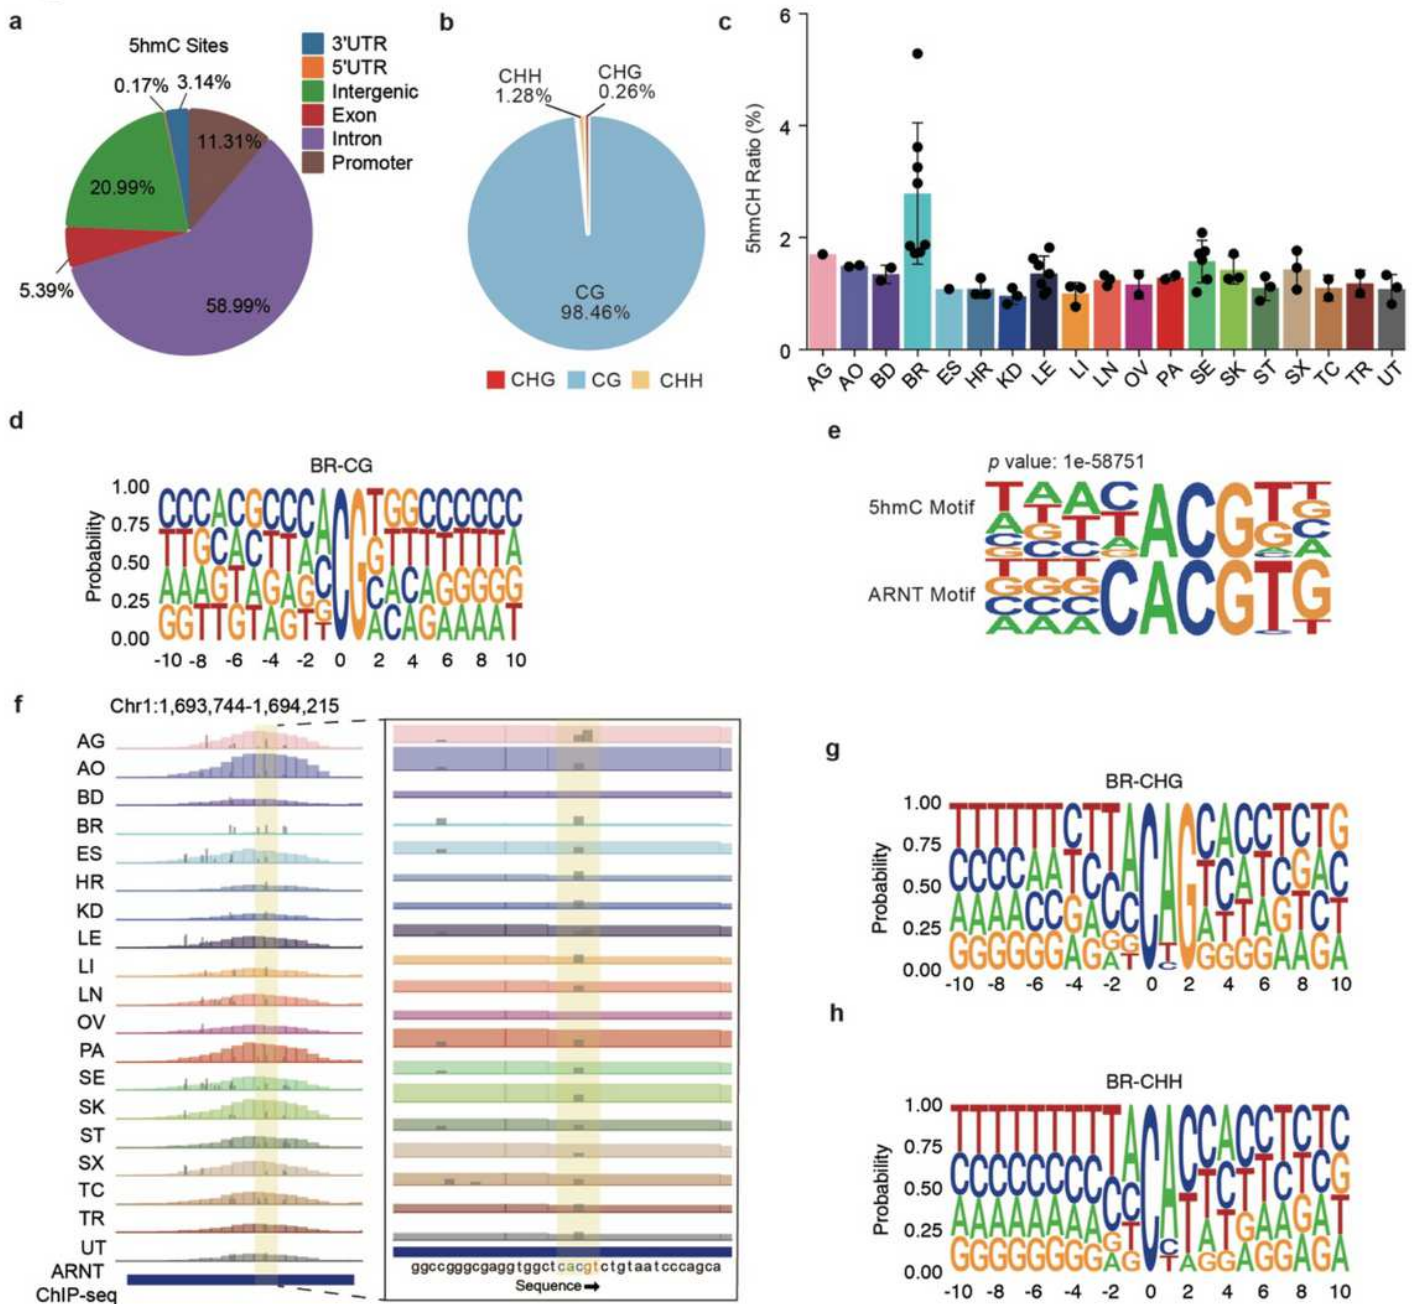 a
5hmC Sites
0.17% 3.14%
11.31%
20.99%
5.39%
58.99%
3'UTR
5'UTR
Intergenic
Exon
Intron
Promoter
b
CHH
1.28%
CHG
0.26%
CG
98.46%
CHG CG CHH
c
5hmCH Ratio (%)
6
4
2
0
AG AO BD BR ES HR KD LE LI LN OV PA SE SK ST SX TC TR UT
d
BR-CG
Probability
1.00
0.75
0.50
0.25
0.00
-10 -8 -6 -4 -2 0 2 4 6 8 10
e
p value: 1e-58751
5hmC Motif
ARNT Motif
f
Chr1:1,693,744-1,694,215
AG
AO
BD
BR
ES
HR
KD
LE
LI
LN
OV
PA
SE
SK
ST
SX
TC
TR
UT
ARNT
ChIP-seq
ggccgggcgaggtggctcacgtctgtaatcccagca
Sequence
g
BR-CHG
Probability
1.00
0.75
0.50
0.25
0.00
-10 -8 -6 -4 -2 0 2 4 6 8 10
h
BR-CHH
Probability
1.00
0.75
0.50
0.25
0.00
-10 -8 -6 -4 -2 0 2 4 6 8 10